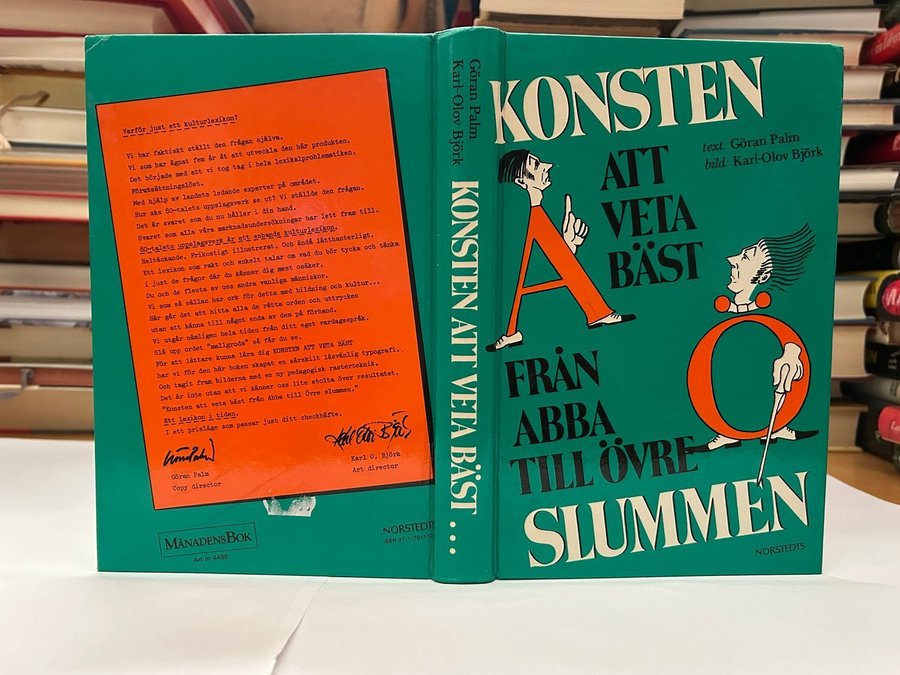 Varför just ett kulturlexikon?
Vi har faktiskt ställt den frågan själva.
Vi som har ägnat fem år åt att utveckla den här produkten.
Det började med att vi tog tag i hela lexikalproblematiken.
Förutsättningslöst.
Med hjälp av landets ledande experter på området.
Hur ska 80-talets uppslagsverk se ut? Vi ställde den frågan.
Det är svaret som du nu håller i din hand.
Svaret som alla våra marknadsundersökningar har lett fram till.
80-talets uppslagsverk är ett enbands kulturlexikon.
Heltäckande. Frikostigt illustrerat. Och ändå lätthanterligt.
Ett lexikon som rakt och enkelt talar om vad du bör tycka och tänka
i just de frågor där du känner dig mest osäker.
Du och de flesta av oss andra vanliga människor.
Vi som så sällan har ork för detta med bildning och kultur...
Här går det att hitta alla de rätta orden och uttrycken
utan att känna till något enda av dem på förhand.
Vi utgår nämligen hela tiden från ditt eget vardagsspråk.
Slå upp ordet "mallgroda" så får du se.
För att lättare kunna lära dig KONSTEN ATT VETA BÄST
har vi för den här boken skapat en särskilt läsvänlig typografi.
Och tagit fram bilderna med en ny pedagogisk rasterteknik.
Det är inte utan att vi känner oss lite stolta över resultatet.
"Konsten att veta bäst från Abba till Övre slummen."
Ett lexikon i tiden.
I ett prisläge som passar just ditt checkhäfte.
Göran Palm
Copy director
Karl O. Björk
Art director
MÅNADENSBOK
Art nr 4499
NORSTEDTS
ISBN 91-1-
Göran Palm
Karl-Olov Björk
KONSTEN ATT VETA BÄST...
KONSTEN
ATT
VETA
BÄST
text: Göran Palm
bild: Karl-Olov Björk
A
Ö
FRÅN
ABBA
TILL ÖVRE
SLUMMEN
NORSTEDTS